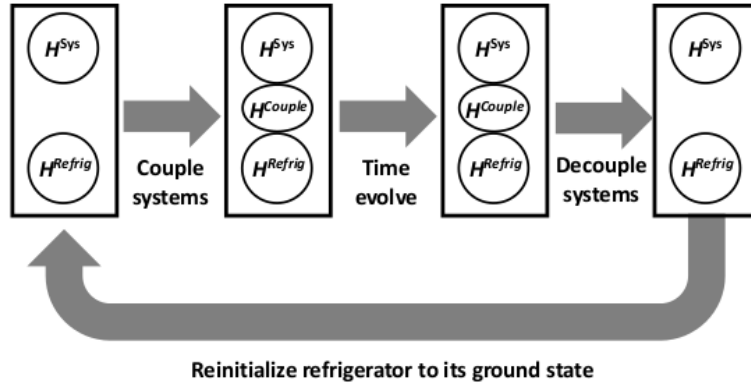 H^Sys
H^Refrig
Couple
systems
H^Sys
H^Couple
H^Refrig
Time
evolve
H^Sys
H^Couple
H^Refrig
Decouple
systems
H^Sys
H^Refrig
Reinitialize refrigerator to its ground state